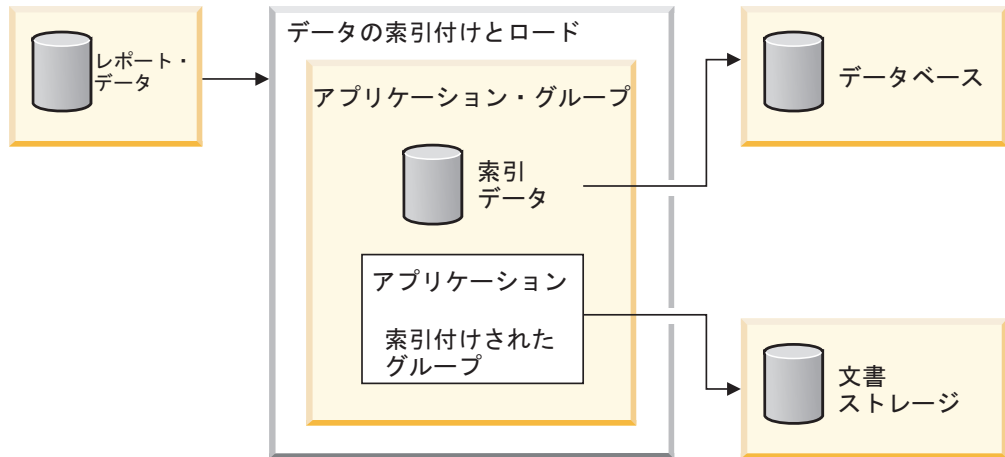 レポート・
データ
データの索引付けとロード
アプリケーション・グループ
索引
データ
アプリケーション
索引付けされた
グループ
データベース
文書
ストレージ